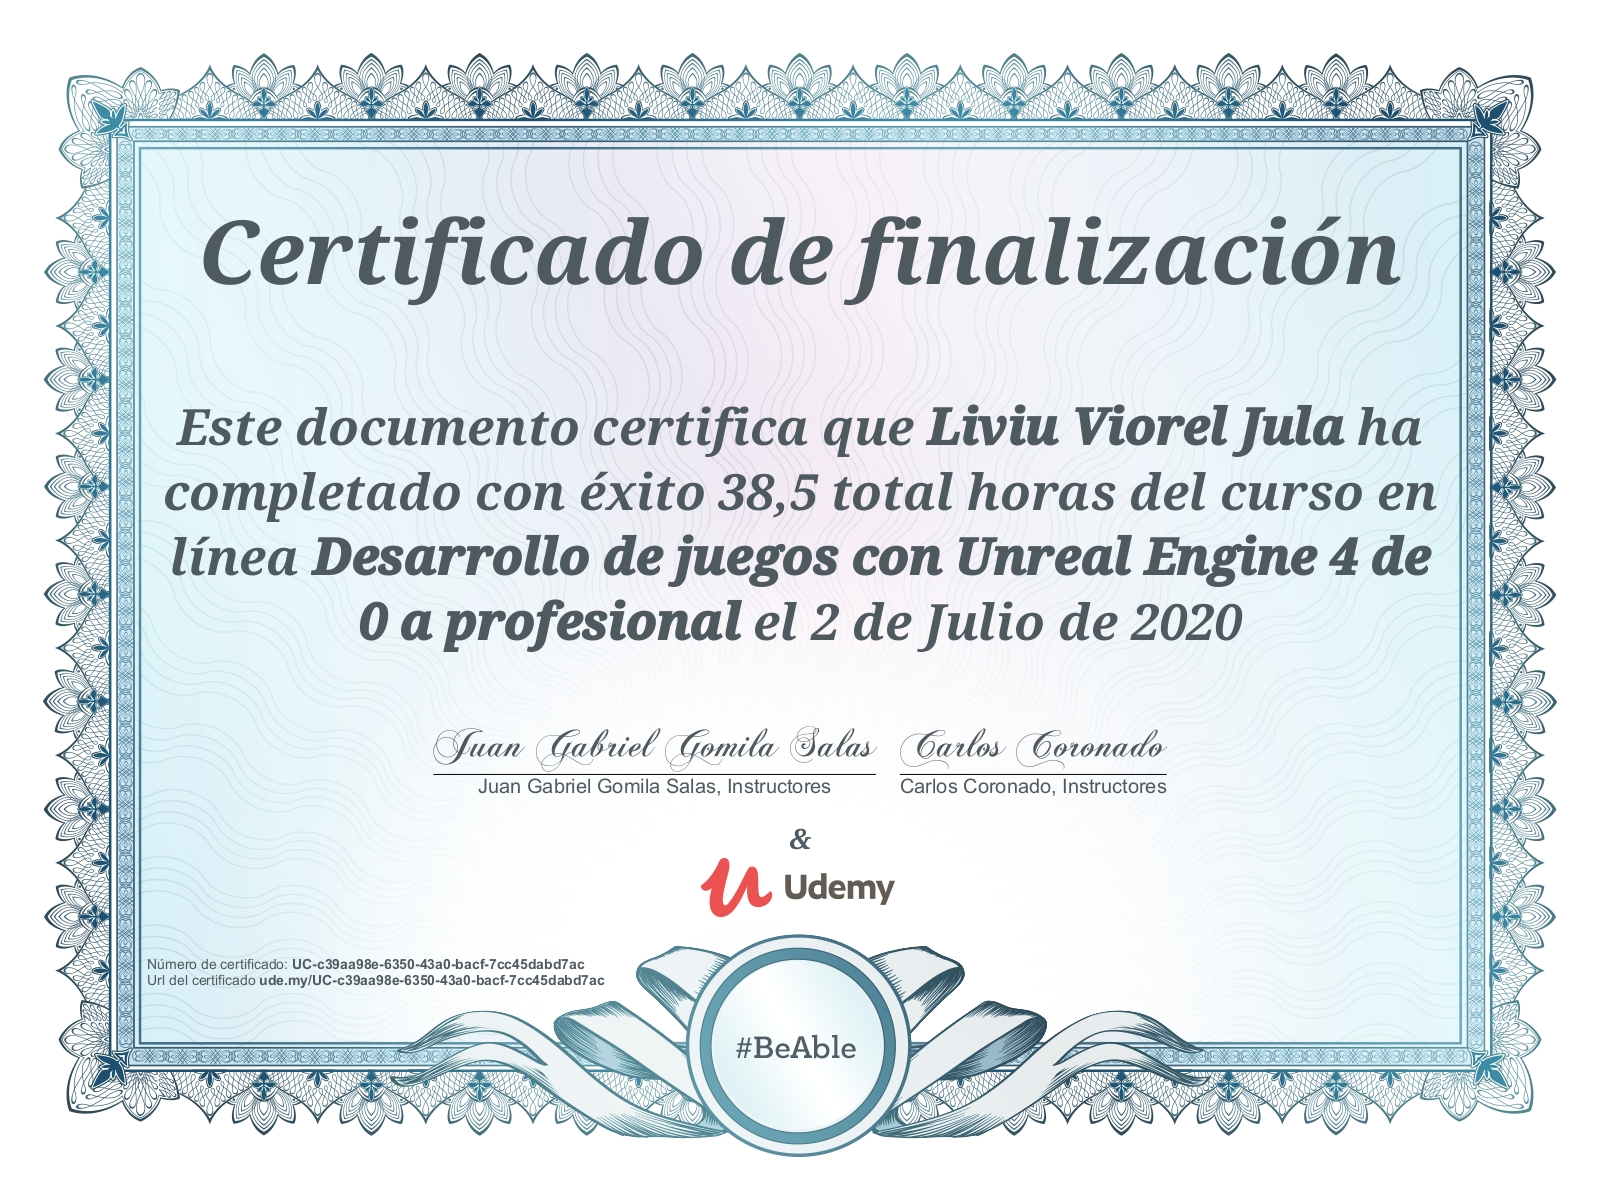 Certificado de finalización
Este documento certifica que Liviu Viorel Jula ha
completado con éxito 38,5 total horas del curso en
línea Desarrollo de juegos con Unreal Engine 4 de
0 a profesional el 2 de Julio de 2020
Juan Gabriel Gomila Salas Carlos Coronado
Juan Gabriel Gomila Salas, Instructores Carlos Coronado, Instructores
&
Udemy
Número de certificado: UC-c39aa98e-6350-43a0-bacf-7cc45dabd7ac
Url del certificado ude.my/UC-c39aa98e-6350-43a0-bacf-7cc45dabd7ac
#BeAble